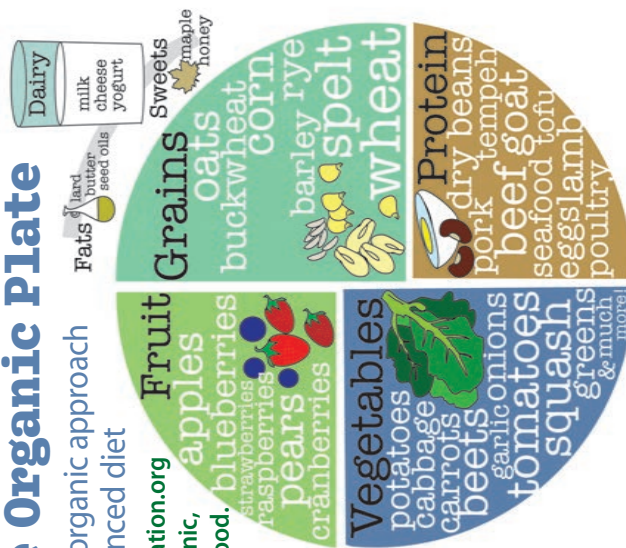 e Organic Plate
organic approach
nced diet
ation.org
nic,
ood.
Fats
lard
butter
seed oils
Dairy
milk
cheese
yogurt
Sweets
maple
honey
Fruit
apples
blueberries
strawberries
raspberries
pears
cranberries
Grains
oats
buckwheat
corn
barley rye
spelt
wheat
Vegetables
potatoes
cabbage
carrots
beets
garlic onions
tomatoes
squash
greens
& much
more!
Protein
dry beans
pork tempeh
beef goat
seafood tofu
eggs lamb
poultry